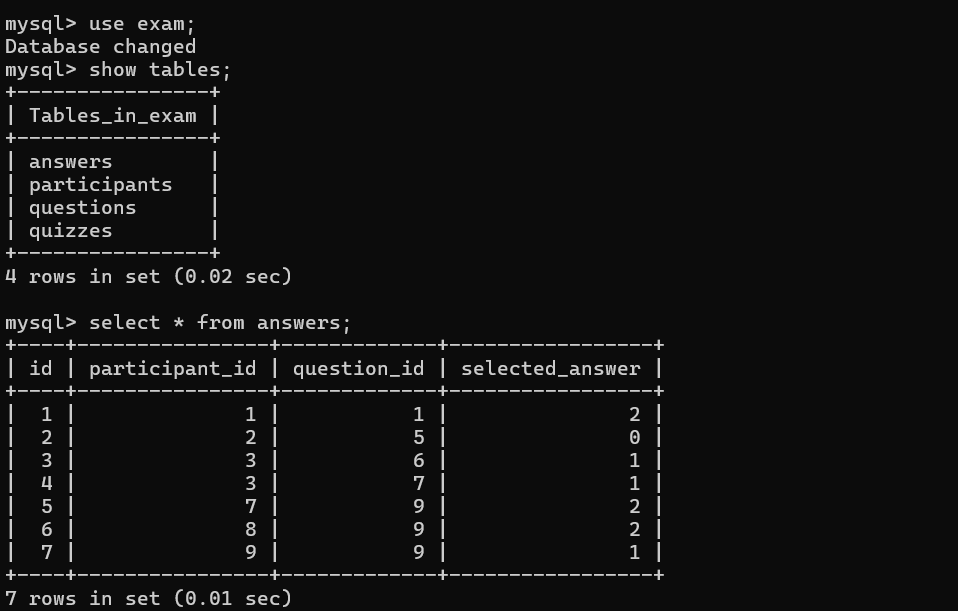 mysql> use exam;
Database changed
mysql> show tables;
+----------------+
| Tables_in_exam |
+----------------+
| answers        |
| participants   |
| questions      |
| quizzes        |
+----------------+
4 rows in set (0.02 sec)

mysql> select * from answers;
+----+----------------+-------------+-----------------+
| id | participant_id | question_id | selected_answer |
+----+----------------+-------------+-----------------+
|  1 |              1 |           1 |               2 |
|  2 |              2 |           5 |               0 |
|  3 |              3 |           6 |               1 |
|  4 |              3 |           7 |               1 |
|  5 |              7 |           9 |               2 |
|  6 |              8 |           9 |               2 |
|  7 |              9 |           9 |               1 |
+----+----------------+-------------+-----------------+
7 rows in set (0.01 sec)